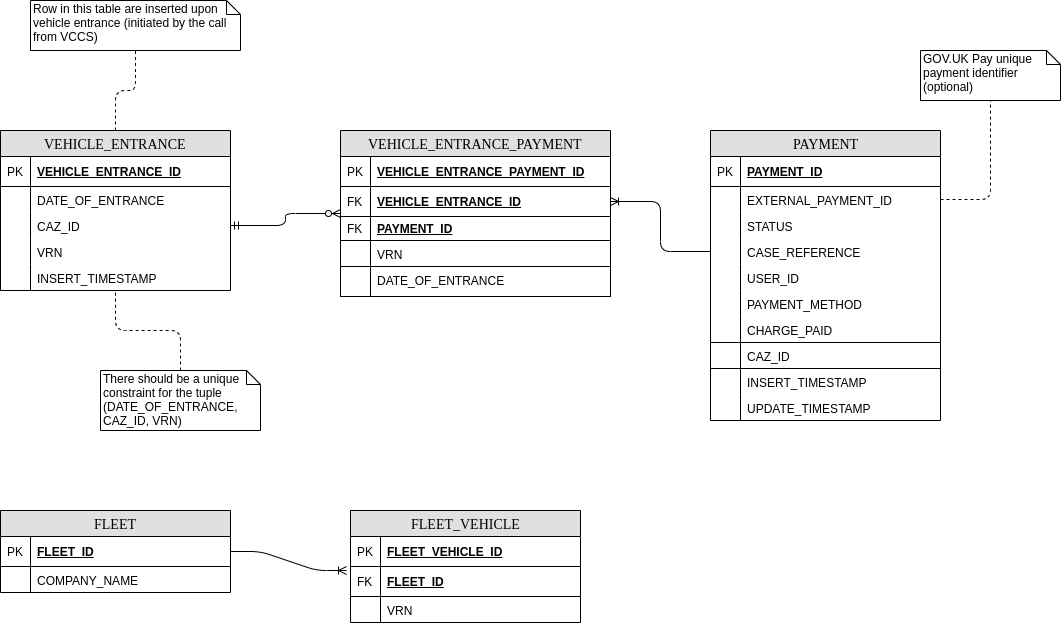 Row in this table are inserted upon
vehicle entrance (initiated by the call
from VCCS)
GOV.UK Pay unique
payment identifier
(optional)
VEHICLE_ENTRANCE
PK VEHICLE_ENTRANCE_ID
DATE_OF_ENTRANCE
CAZ_ID
VRN
INSERT_TIMESTAMP
VEHICLE_ENTRANCE_PAYMENT
PK VEHICLE_ENTRANCE_PAYMENT_ID
FK VEHICLE_ENTRANCE_ID
FK PAYMENT_ID
VRN
DATE_OF_ENTRANCE
PAYMENT
PK PAYMENT_ID
EXTERNAL_PAYMENT_ID
STATUS
CASE_REFERENCE
USER_ID
PAYMENT_METHOD
CHARGE_PAID
CAZ_ID
INSERT_TIMESTAMP
UPDATE_TIMESTAMP
There should be a unique
constraint for the tuple
(DATE_OF_ENTRANCE,
CAZ_ID, VRN)
FLEET
PK FLEET_ID
COMPANY_NAME
FLEET_VEHICLE
PK FLEET_VEHICLE_ID
FK FLEET_ID
VRN